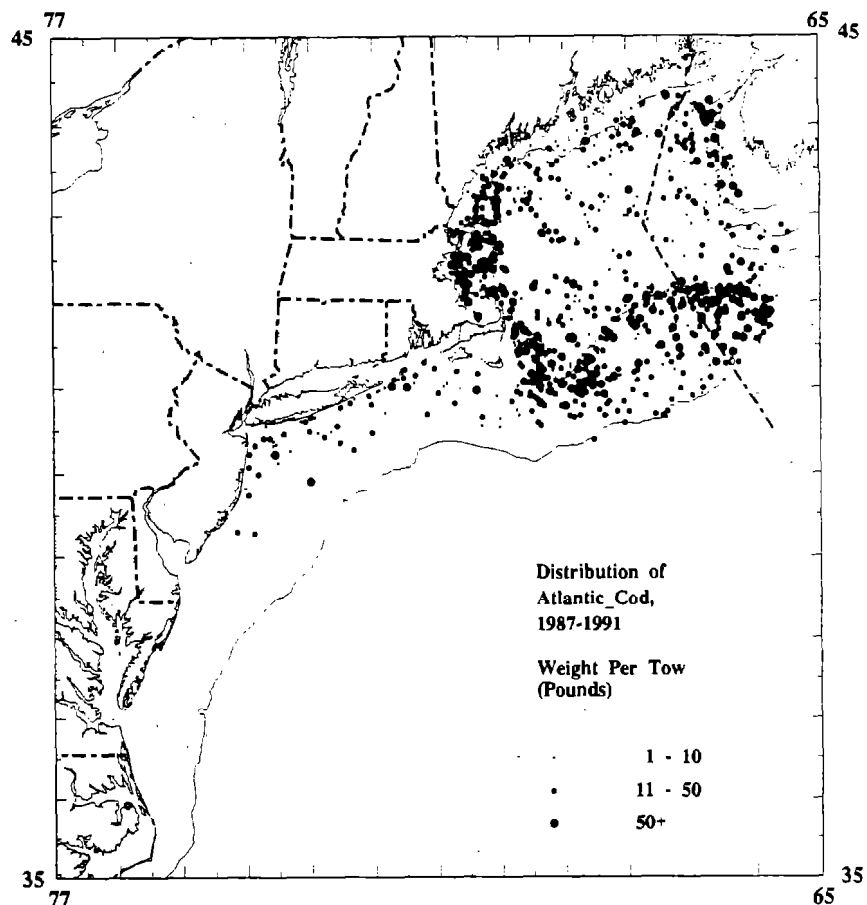 77
65
45
45
Distribution of
Atlantic_Cod,
1987-1991
Weight Per Tow
(Pounds)
1 - 10
11 - 50
50+
35
35
77
65